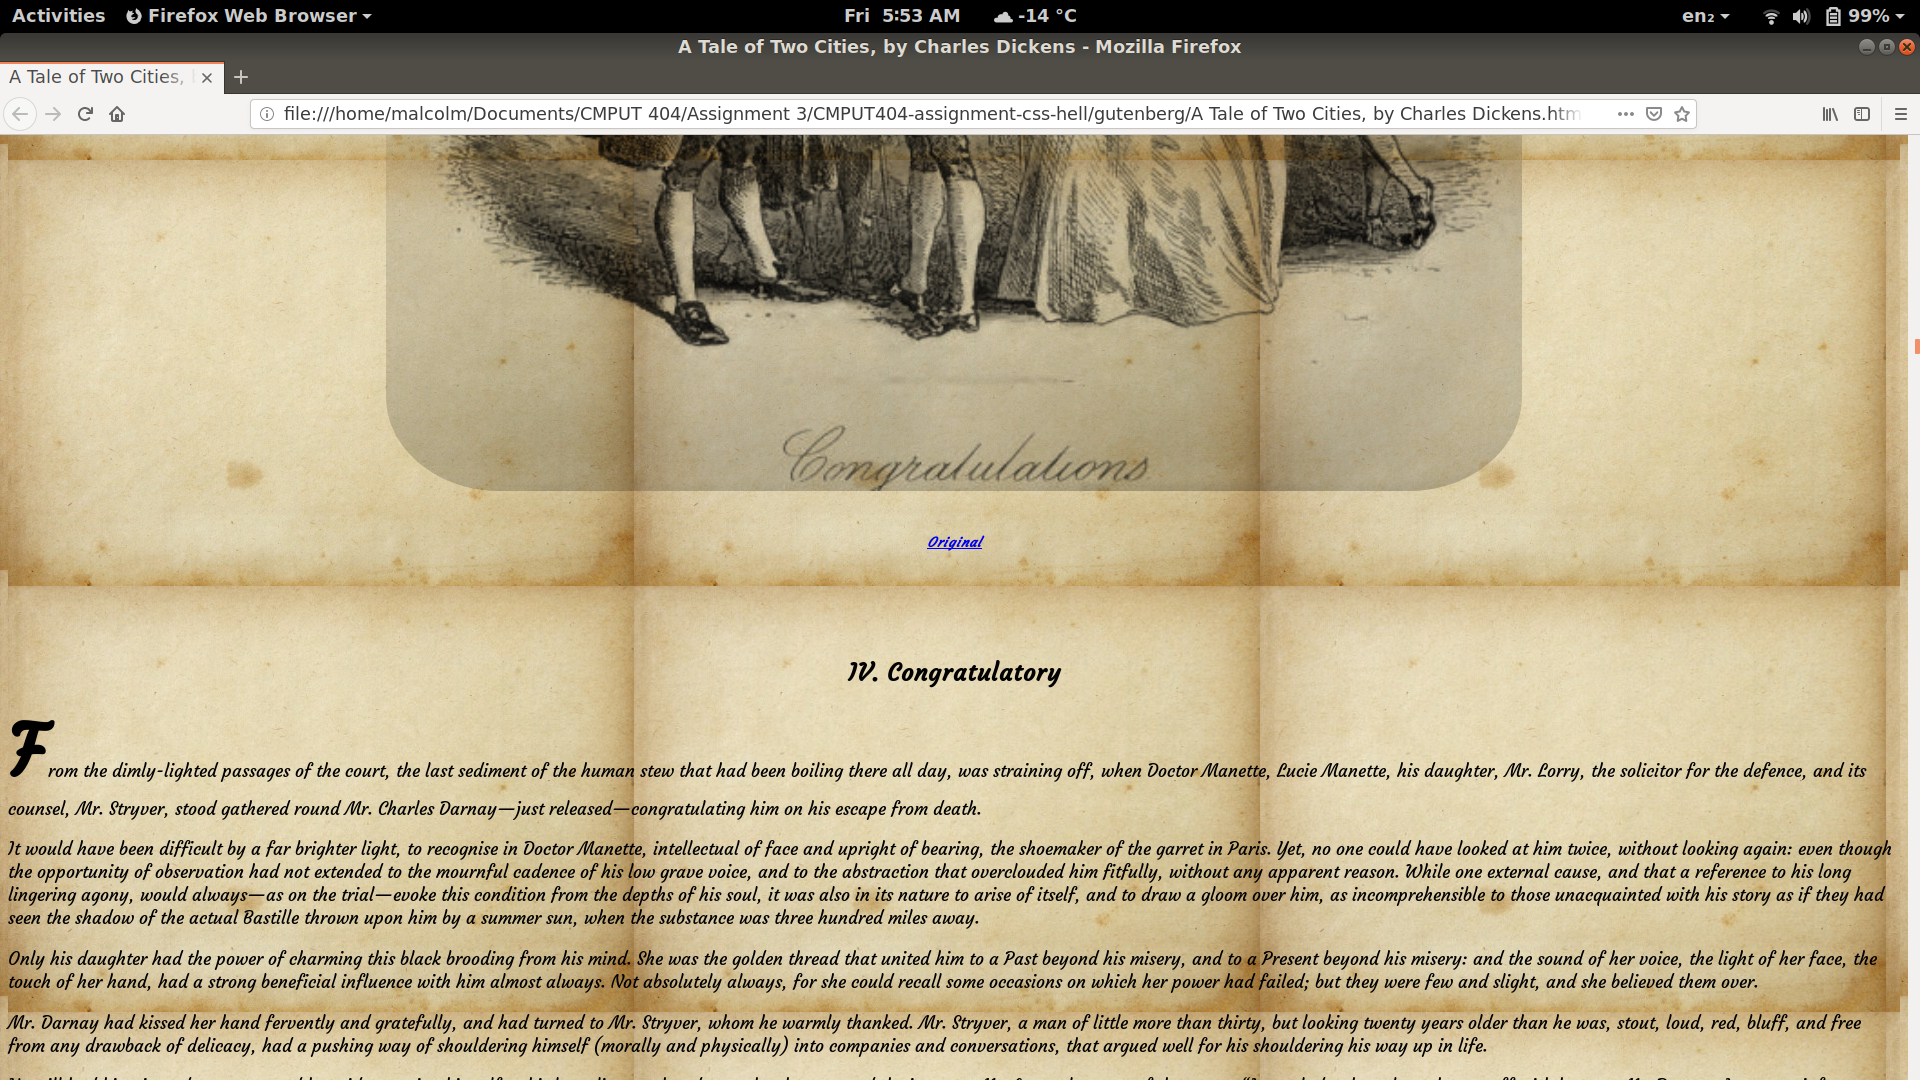 Activities Firefox Web Browser Fri 5:53 AM -14 °C en₂ 99%
A Tale of Two Cities, by Charles Dickens - Mozilla Firefox
A Tale of Two Cities,
file:///home/malcolm/Documents/CMPUT 404/Assignment 3/CMPUT404-assignment-css-hell/gutenberg/A Tale of Two Cities, by Charles Dickens.htm
Congratulations
Original
IV. Congratulatory
From the dimly-lighted passages of the court, the last sediment of the human stew that had been boiling there all day, was straining off, when Doctor Manette, Lucie Manette, his daughter, Mr. Lorry, the solicitor for the defence, and its
counsel, Mr. Stryver, stood gathered round Mr. Charles Darnay—just released—congratulating him on his escape from death.
It would have been difficult by a far brighter light, to recognise in Doctor Manette, intellectual of face and upright of bearing, the shoemaker of the garret in Paris. Yet, no one could have looked at him twice, without looking again: even though
the opportunity of observation had not extended to the mournful cadence of his low grave voice, and to the abstraction that overclouded him fitfully, without any apparent reason. While one external cause, and that a reference to his long
lingering agony, would always—as on the trial—evoke this condition from the depths of his soul, it was also in its nature to arise of itself, and to draw a gloom over him, as incomprehensible to those unacquainted with his story as if they had
seen the shadow of the actual Bastille thrown upon him by a summer sun, when the substance was three hundred miles away.
Only his daughter had the power of charming this black brooding from his mind. She was the golden thread that united him to a Past beyond his misery, and to a Present beyond his misery: and the sound of her voice, the light of her face, the
touch of her hand, had a strong beneficial influence with him almost always. Not absolutely always, for she could recall some occasions on which her power had failed; but they were few and slight, and she believed them over.
Mr. Darnay had kissed her hand fervently and gratefully, and had turned to Mr. Stryver, whom he warmly thanked. Mr. Stryver, a man of little more than thirty, but looking twenty years older than he was, stout, loud, red, bluff, and free
from any drawback of delicacy, had a pushing way of shouldering himself (morally and physically) into companies and conversations, that argued well for his shouldering his way up in life.